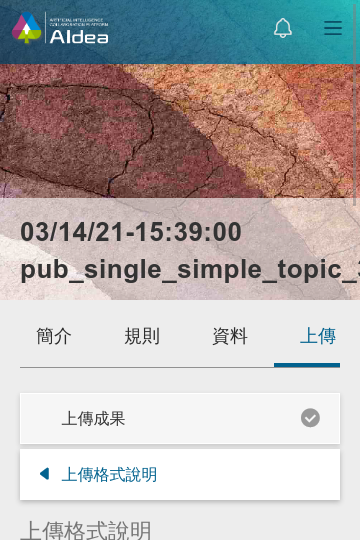 ARTIFICIAL INTELLIGENCE
COLLABORATION PLATFORM
AIdea
03/14/21-15:39:00
pub_single_simple_topic_
簡介
規則
資料
上傳
上傳成果
上傳格式說明
上傳格式說明